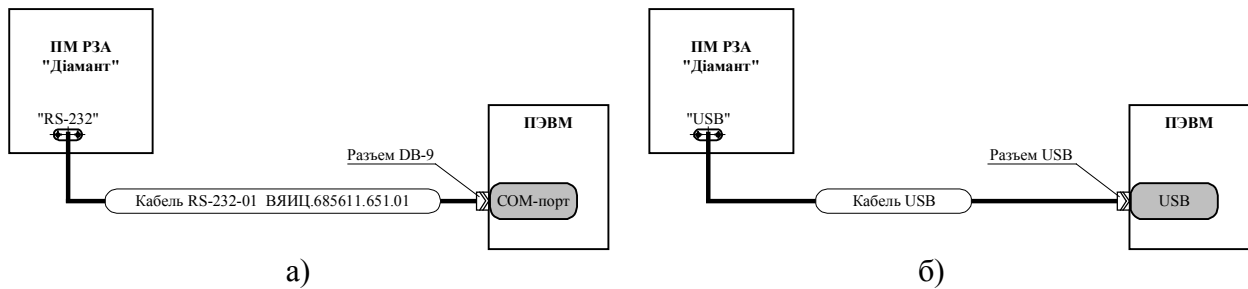 ПМ РЗА
"Діамант"
"RS-232"
ПЭВМ
Разъем DB-9
Кабель RS-232-01 ВЯИЦ.685611.651.01
COM-порт
а)
ПМ РЗА
"Діамант"
"USB"
ПЭВМ
Разъем USB
Кабель USB
USB
б)